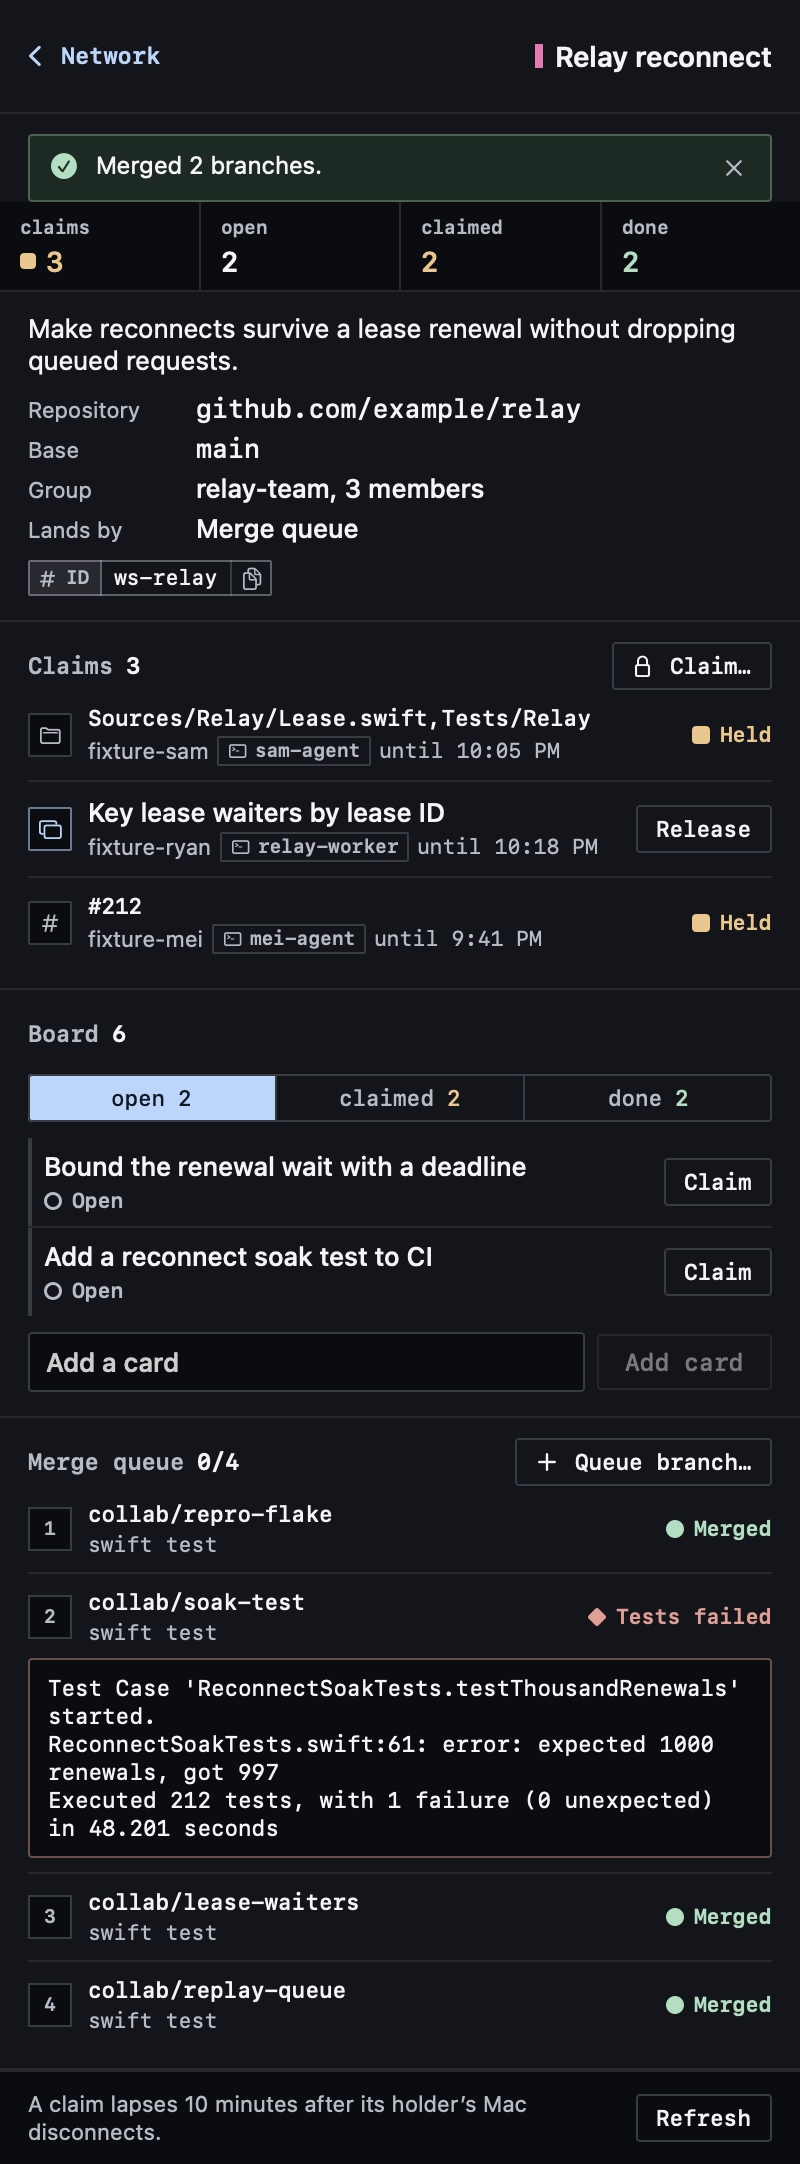 Network
Relay reconnect
Merged 2 branches.
claims
3
open
2
claimed
2
done
2
Make reconnects survive a lease renewal without dropping
queued requests.
Repository github.com/example/relay
Base main
Group relay-team, 3 members
Lands by Merge queue
# ID ws-relay
Claims 3
Claim…
Sources/Relay/Lease.swift,Tests/Relay
fixture-sam sam-agent until 10:05 PM
Held
Key lease waiters by lease ID
fixture-ryan relay-worker until 10:18 PM
Release
#
#212
fixture-mei mei-agent until 9:41 PM
Held
Board 6
open 2
claimed 2
done 2
Bound the renewal wait with a deadline
Open
Claim
Add a reconnect soak test to CI
Open
Claim
Add a card
Add card
Merge queue 0/4
+ Queue branch…
1
collab/repro-flake
swift test
Merged
2
collab/soak-test
swift test
Tests failed
Test Case 'ReconnectSoakTests.testThousandRenewals'
started.
ReconnectSoakTests.swift:61: error: expected 1000
renewals, got 997
Executed 212 tests, with 1 failure (0 unexpected)
in 48.201 seconds
3
collab/lease-waiters
swift test
Merged
4
collab/replay-queue
swift test
Merged
A claim lapses 10 minutes after its holder’s Mac
disconnects.
Refresh